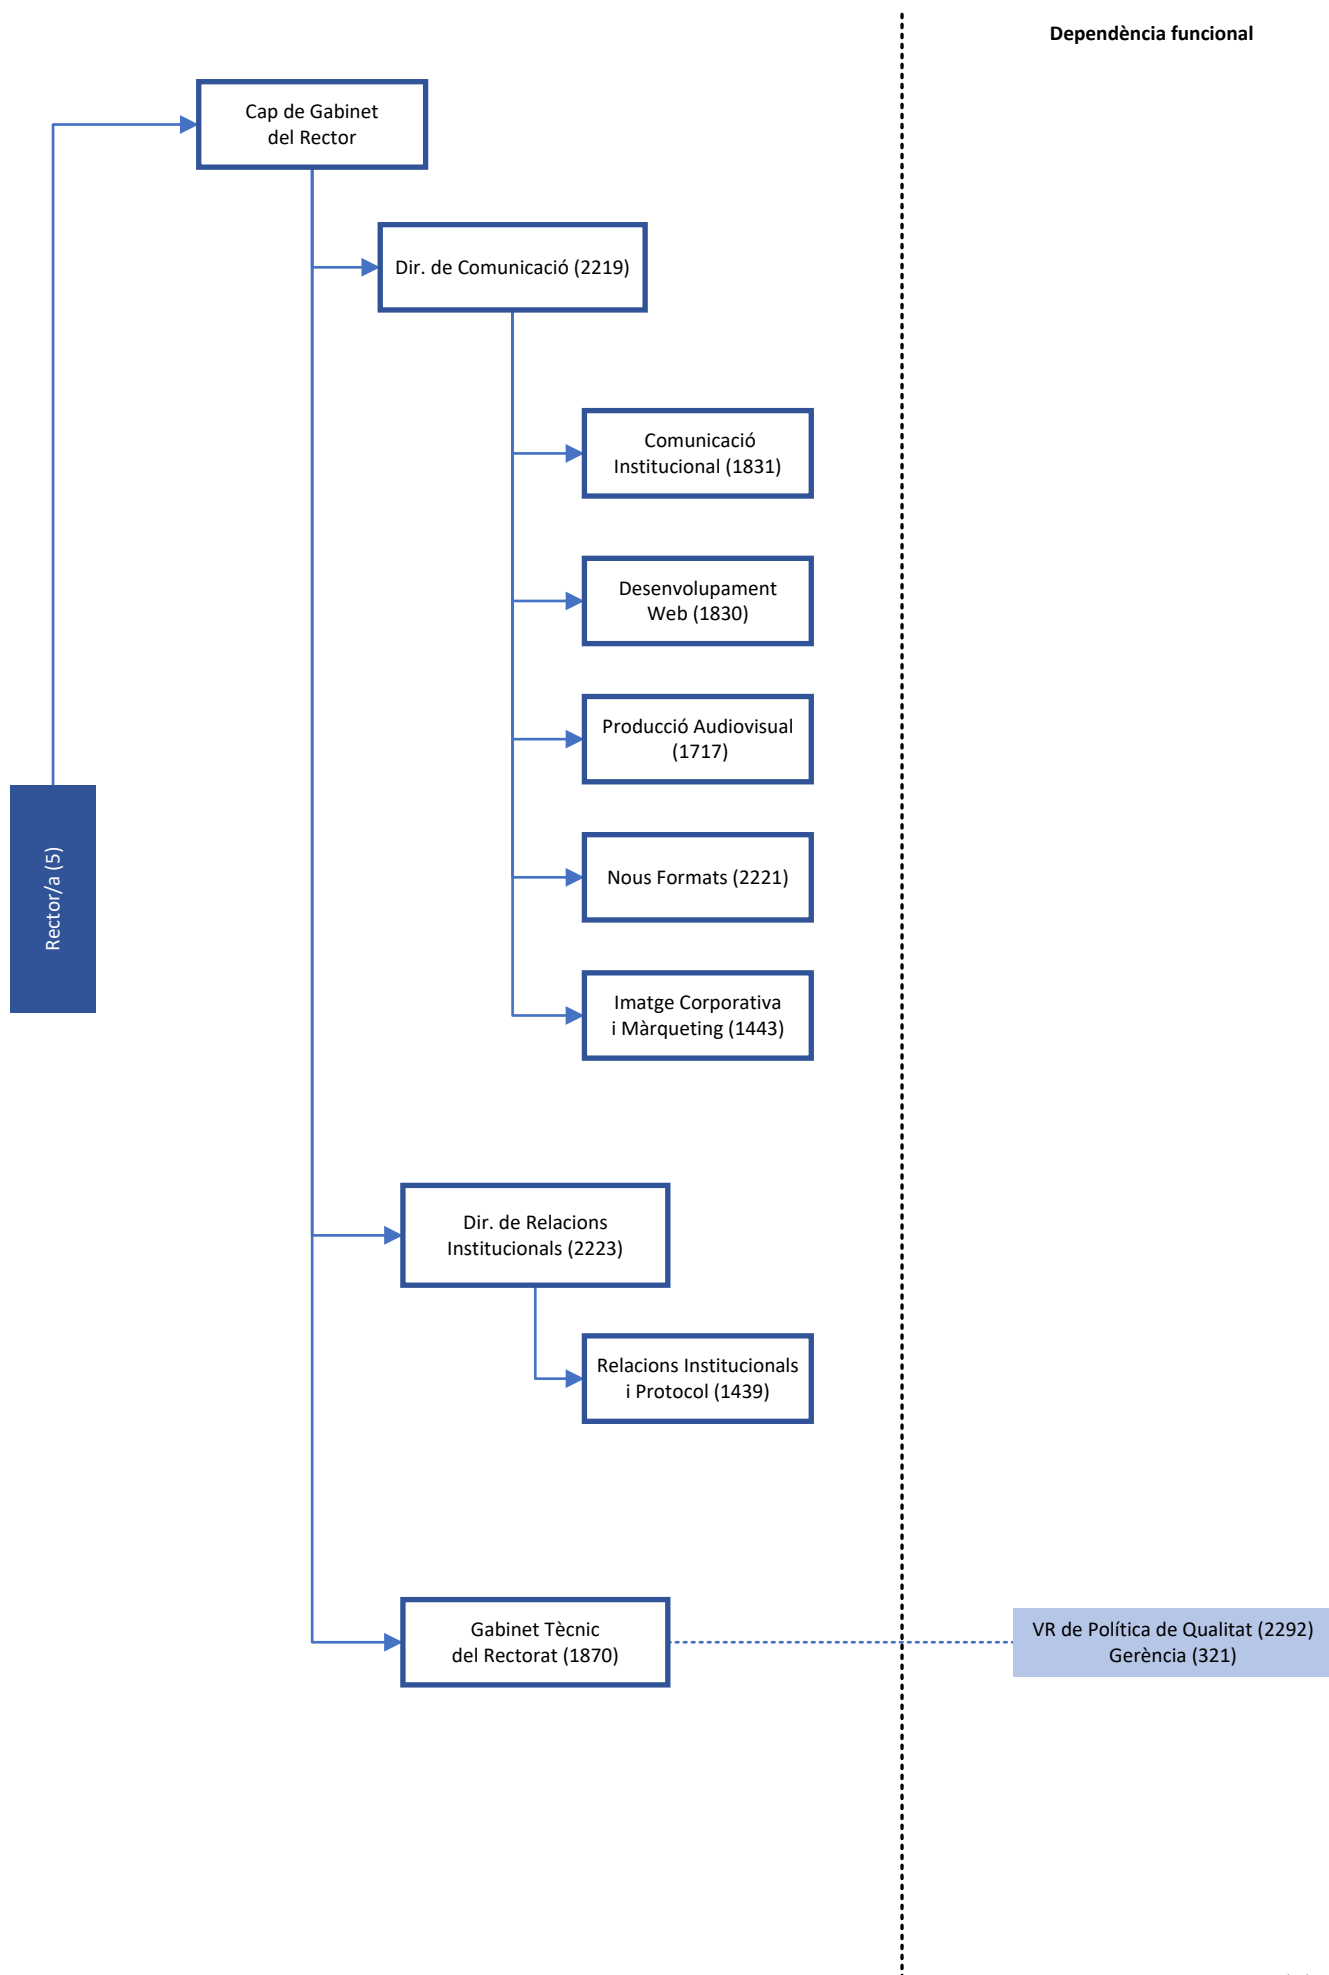 Dependència funcional
Cap de Gabinet
del Rector
Dir. de Comunicació (2219)
Comunicació
Institucional (1831)
Desenvolupament
Web (1830)
Producció Audiovisual
(1717)
Rector/a (5)
Nous Formats (2221)
Imatge Corporativa
i Màrqueting (1443)
Dir. de Relacions
Institucionals (2223)
Relacions Institucionals
i Protocol (1439)
Gabinet Tècnic
del Rectorat (1870)
VR de Política de Qualitat (2292)
Gerència (321)